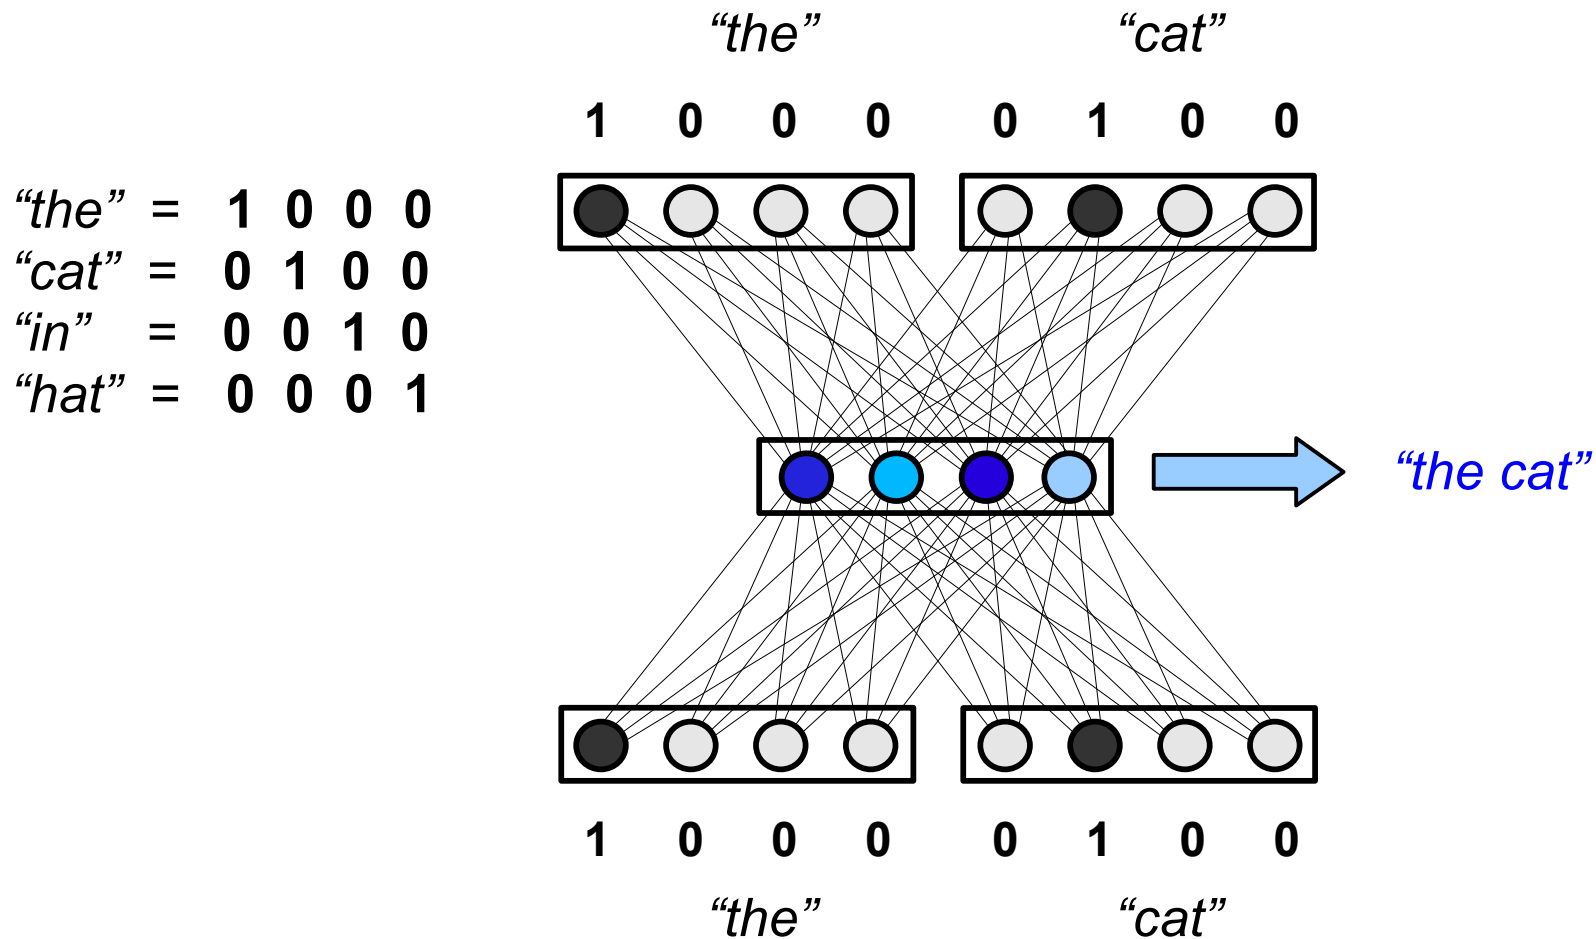 “the” “cat”
1 0 0 0 0 1 0 0
“the” = 1 0 0 0
“cat” = 0 1 0 0
“in” = 0 0 1 0
“hat” = 0 0 0 1
“the cat”
1 0 0 0 0 1 0 0
“the” “cat”